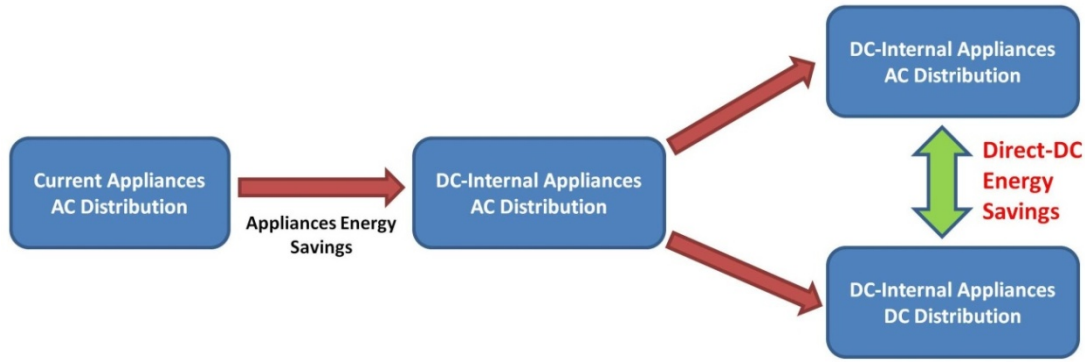 Current Appliances
AC Distribution
Appliances Energy
Savings
DC-Internal Appliances
AC Distribution
DC-Internal Appliances
AC Distribution
Direct-DC
Energy
Savings
DC-Internal Appliances
DC Distribution